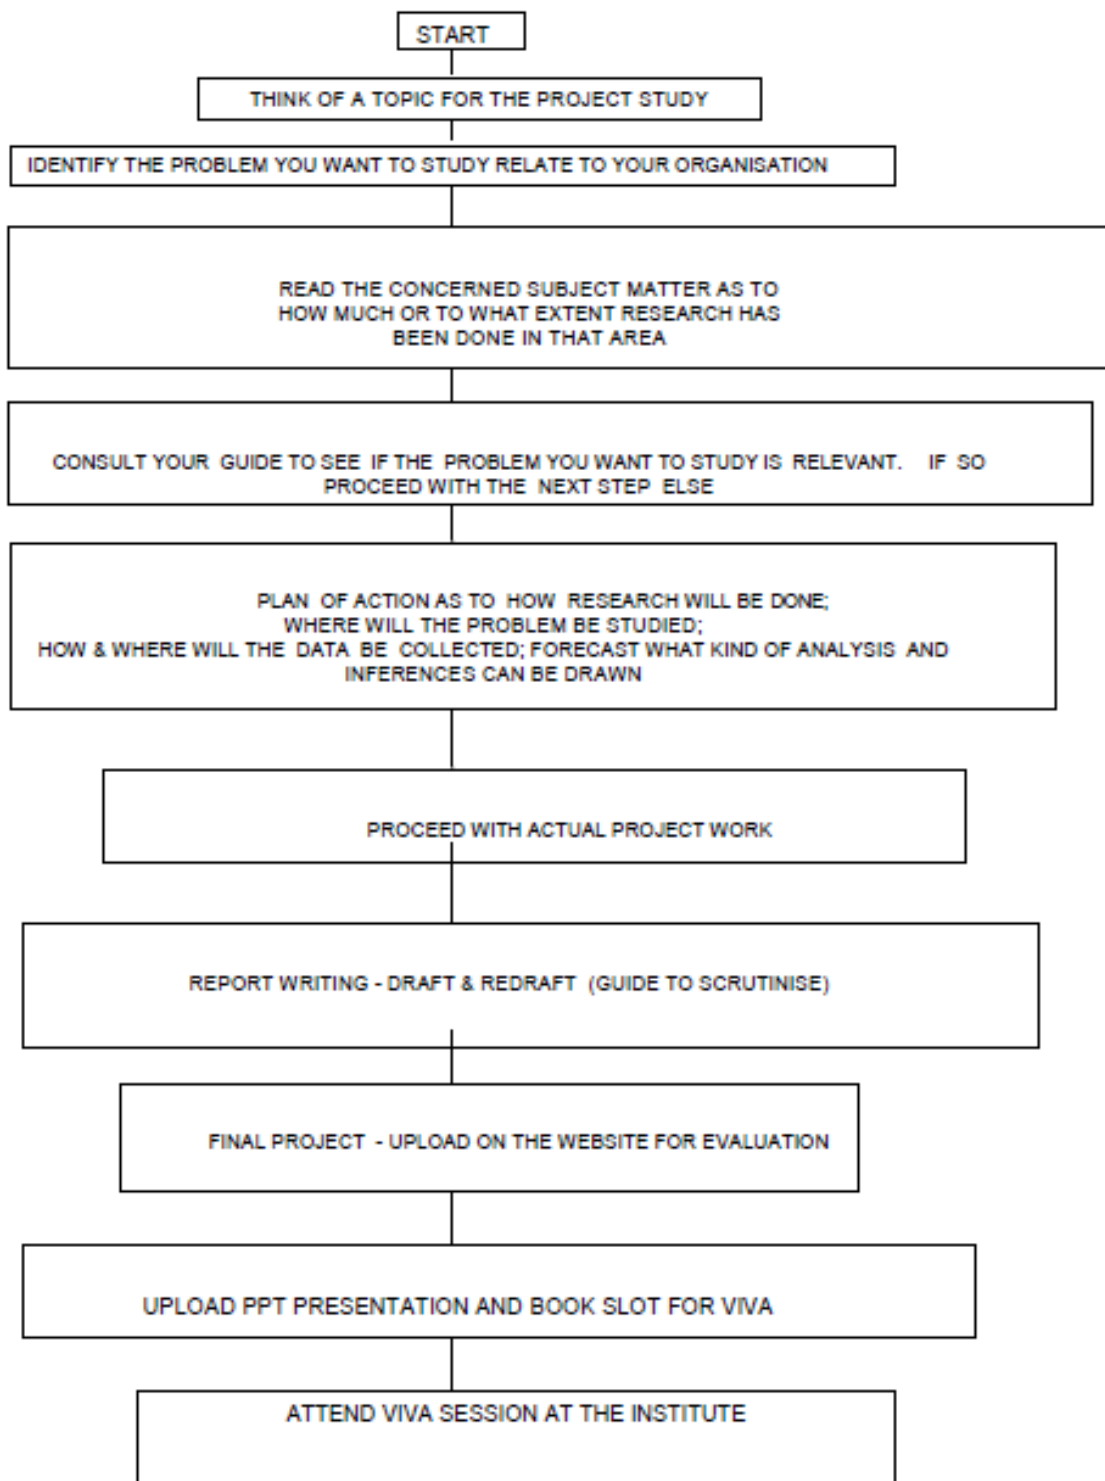 START
THINK OF A TOPIC FOR THE PROJECT STUDY
IDENTIFY THE PROBLEM YOU WANT TO STUDY RELATE TO YOUR ORGANISATION
READ THE CONCERNED SUBJECT MATTER AS TO
HOW MUCH OR TO WHAT EXTENT RESEARCH HAS
BEEN DONE IN THAT AREA
CONSULT YOUR GUIDE TO SEE IF THE PROBLEM YOU WANT TO STUDY IS RELEVANT. IF SO
PROCEED WITH THE NEXT STEP ELSE
PLAN OF ACTION AS TO HOW RESEARCH WILL BE DONE;
WHERE WILL THE PROBLEM BE STUDIED;
HOW & WHERE WILL THE DATA BE COLLECTED; FORECAST WHAT KIND OF ANALYSIS AND
INFERENCES CAN BE DRAWN
PROCEED WITH ACTUAL PROJECT WORK
REPORT WRITING - DRAFT & REDRAFT (GUIDE TO SCRUTINISE)
FINAL PROJECT - UPLOAD ON THE WEBSITE FOR EVALUATION
UPLOAD PPT PRESENTATION AND BOOK SLOT FOR VIVA
ATTEND VIVA SESSION AT THE INSTITUTE